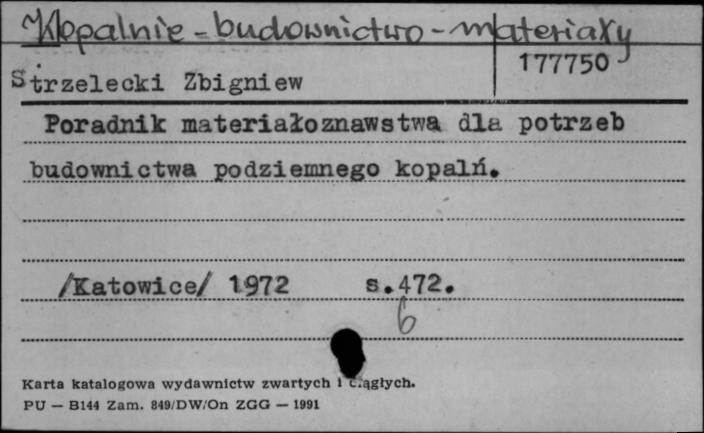 Kopalnie - budownictwo - materiały
177750
Strzelecki Zbigniew
Poradnik materiałoznawstwa dla potrzeb
budownictwa podziemnego kopalń.
/Katowice/ 1972 s.472.
6
Karta katalogowa wydawnictw zwartych i ciągłych.
PU — B144 Zam. 849/DW/On ZGG — 1991